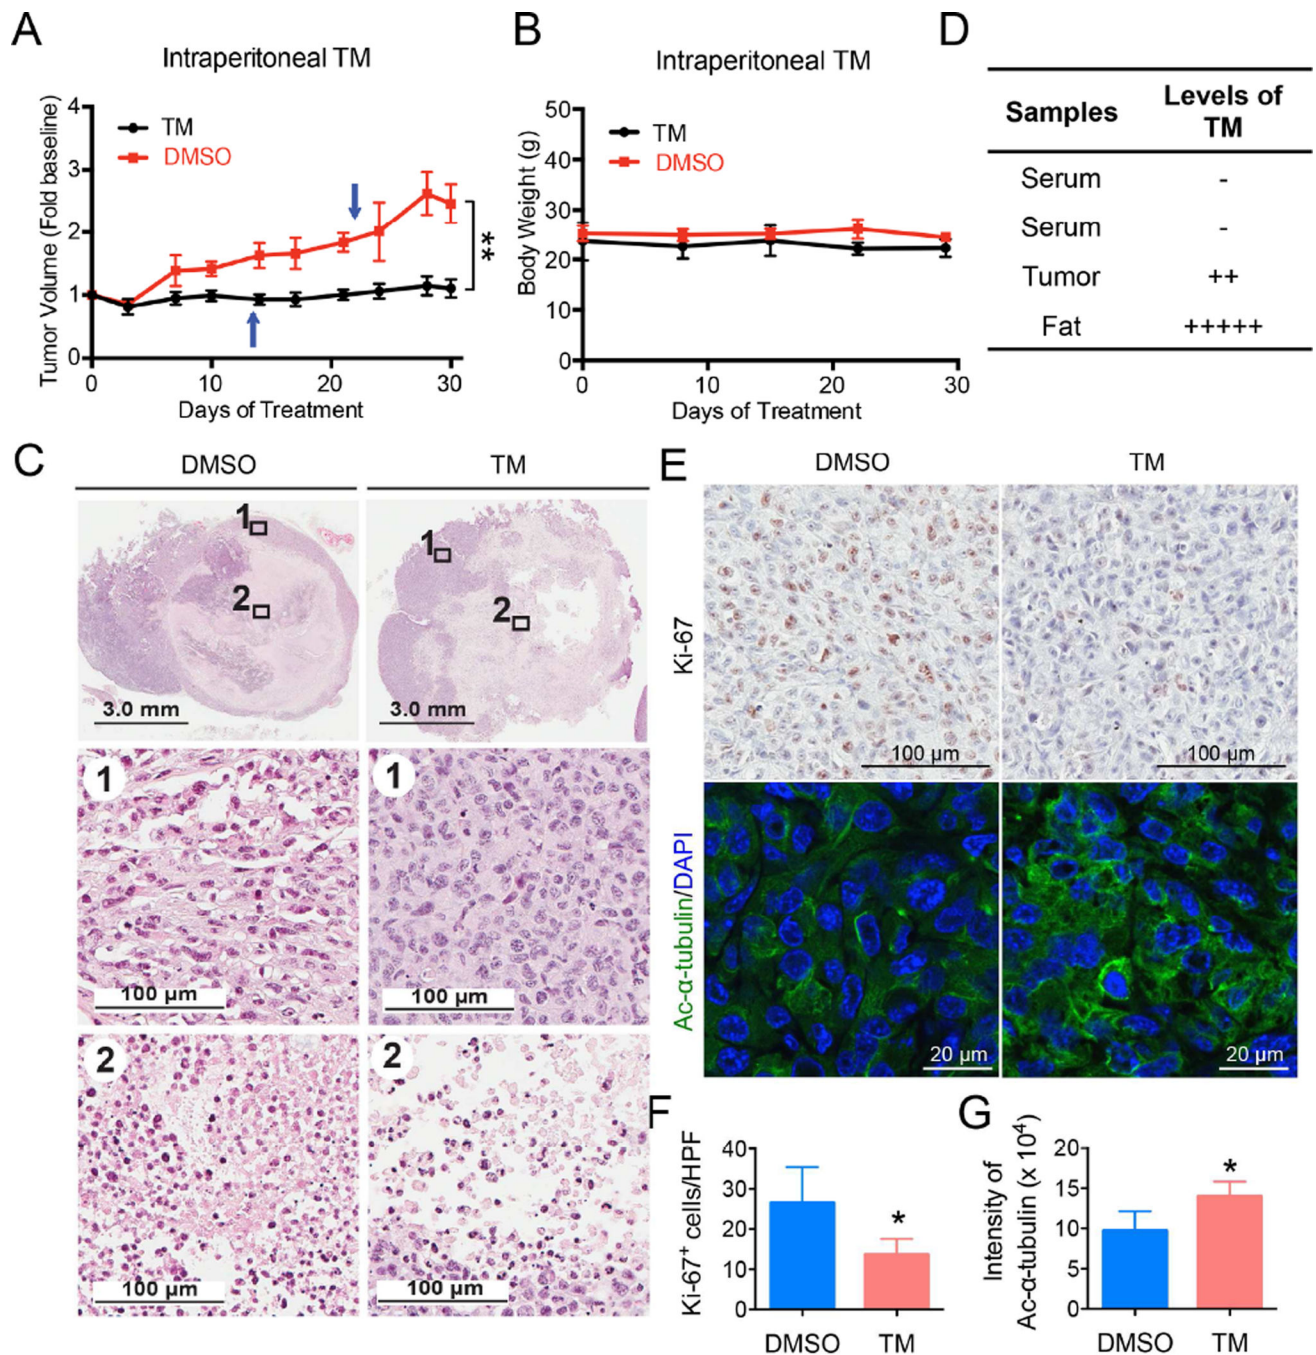 A
Intraperitoneal TM
Tumor Volume (Fold baseline)
4
3
2
1
0
TM
DMSO
**
0 10 20 30
Days of Treatment
B
Intraperitoneal TM
Body Weight (g)
50
40
30
20
10
0
TM
DMSO
0 10 20 30
Days of Treatment
D
Samples Levels of
TM
Serum -
Serum -
Tumor ++
Fat +++++
C
DMSO TM
1
2
3.0 mm
1
2
3.0 mm
1
100 µm
1
100 µm
2
100 µm
2
100 µm
E
DMSO TM
Ki-67
100 µm
100 µm
Ac-α-tubulin/DAPI
20 µm
20 µm
F
Ki-67+ cells/HPF
40
30
20
10
0
*
DMSO TM
G
Intensity of
Ac-α-tubulin (x 10⁴)
20
15
10
5
0
*
DMSO TM